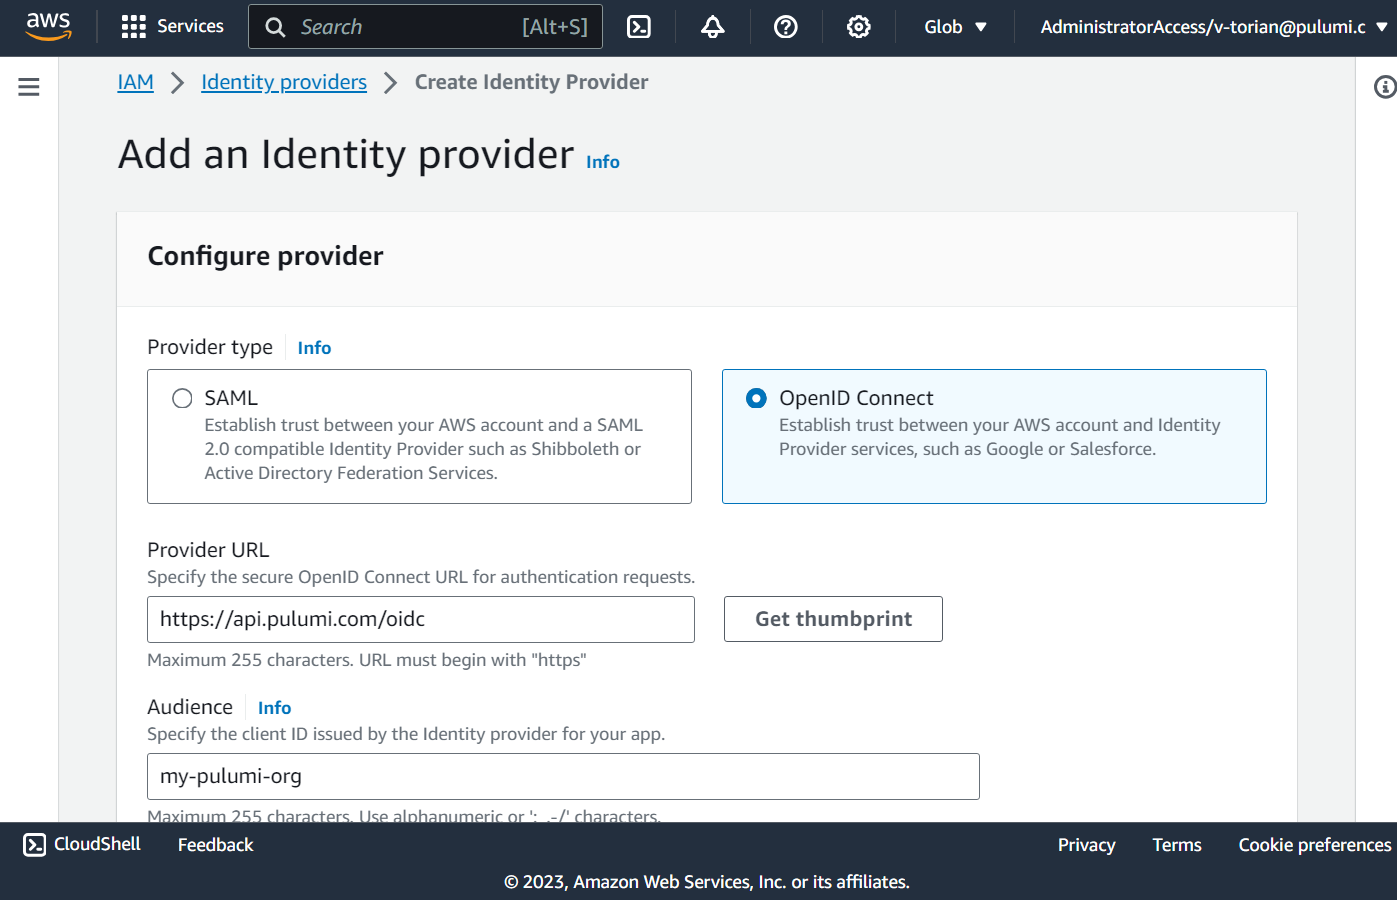 aws Services Search [Alt+S] Glob AdministratorAccess/v-torian@pulumi.c
IAM Identity providers Create Identity Provider
Add an Identity provider Info
Configure provider
Provider type Info
SAML
Establish trust between your AWS account and a SAML
2.0 compatible Identity Provider such as Shibboleth or
Active Directory Federation Services.
OpenID Connect
Establish trust between your AWS account and Identity
Provider services, such as Google or Salesforce.
Provider URL
Specify the secure OpenID Connect URL for authentication requests.
https://api.pulumi.com/oidc Get thumbprint
Maximum 255 characters. URL must begin with "https"
Audience Info
Specify the client ID issued by the Identity provider for your app.
my-pulumi-org
Maximum 255 characters. Use alphanumeric or ':_.-/' characters.
CloudShell Feedback Privacy Terms Cookie preferences
© 2023, Amazon Web Services, Inc. or its affiliates.